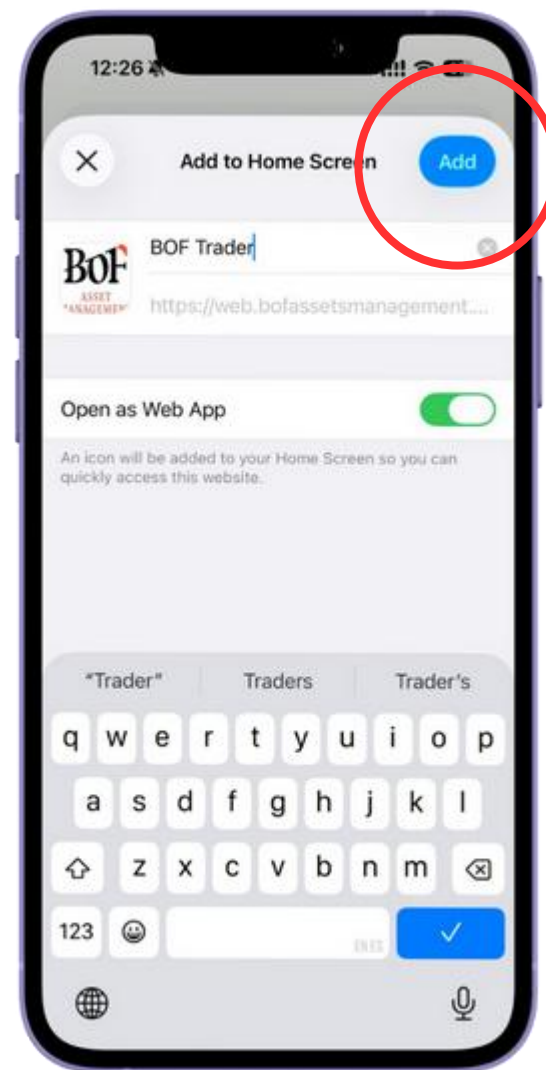 12:26
Add to Home Screen
Add
BOF Trader
BOF
ASSET
MANAGEMENT
https://web.bofassetsmanagement....
Open as Web App
An icon will be added to your Home Screen so you can
quickly access this website.
"Trader" Traders Trader's
q w e r t y u i o p
a s d f g h j k l
z x c v b n m
123